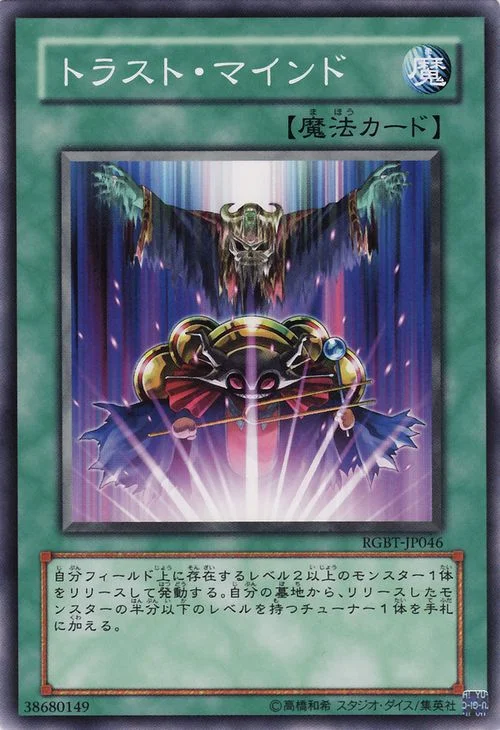 トラスト・マインド
魔
【魔法カード】
RGBT-JP046
自分フィールド上に存在するレベル2以上のモンスター1体
をリリースして発動する。自分の墓地から、リリースしたモ
ンスターの半分以下のレベルを持つチューナー1体を手札
に加える。
38680149
©高橋和希 スタジオ・ダイス/集英社